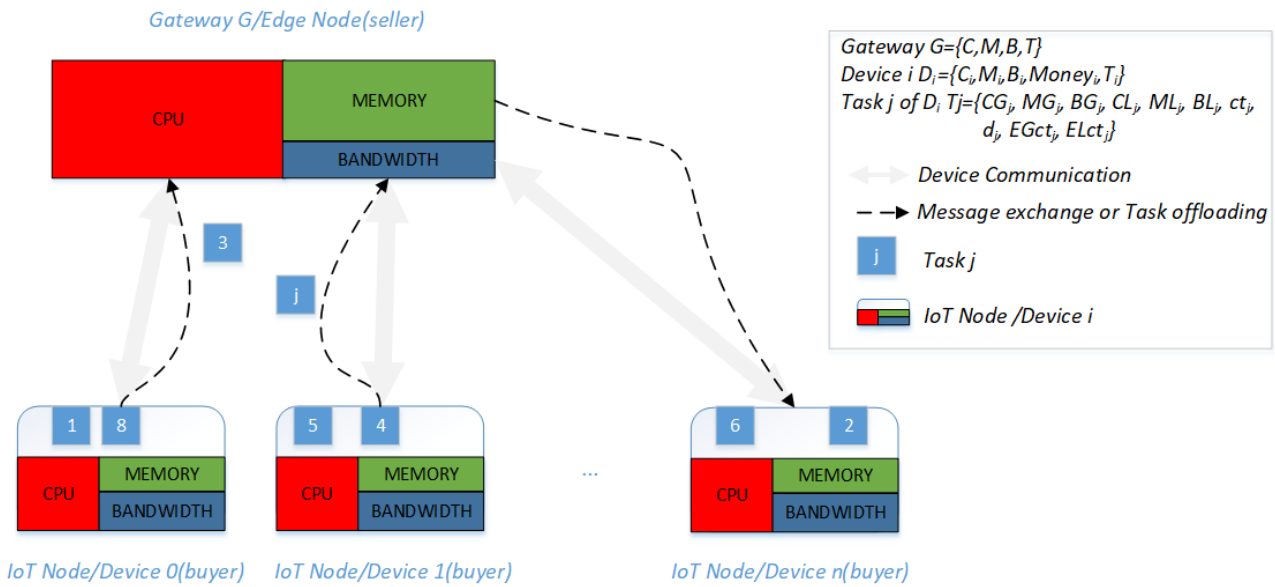 Gateway G/Edge Node(seller)
CPU
MEMORY
BANDWIDTH
Gateway G={C,M,B,T}
Device i Dᵢ={Cᵢ,Mᵢ,Bᵢ,Moneyᵢ,Tᵢ}
Task j of Dᵢ Tj={CGⱼ, MGⱼ, BGⱼ, CLⱼ, MLⱼ, BLⱼ, ctⱼ,
dⱼ, EGctⱼ, ELctⱼ}
Device Communication
Message exchange or Task offloading
j
Task j
IoT Node /Device i
3
j
1 8
CPU
MEMORY
BANDWIDTH
IoT Node/Device 0(buyer)
5 4
CPU
MEMORY
BANDWIDTH
IoT Node/Device 1(buyer)
...
6 2
CPU
MEMORY
BANDWIDTH
IoT Node/Device n(buyer)